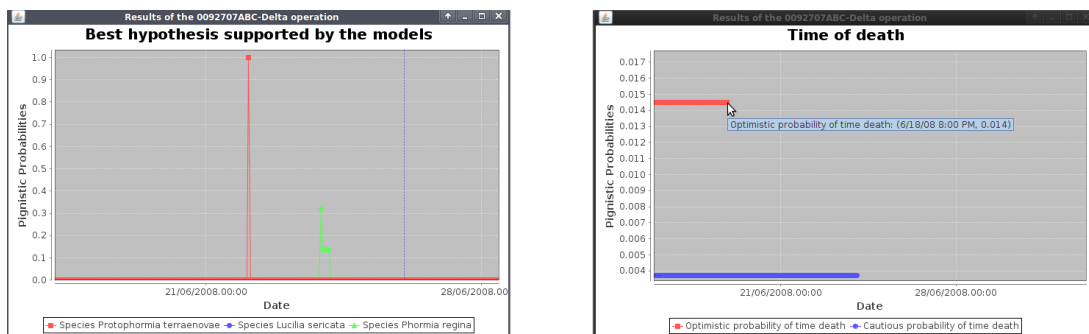 Results of the 0092707ABC-Delta operation
Best hypothesis supported by the models
Pignistic Probabilities
1.0
0.9
0.8
0.7
0.6
0.5
0.4
0.3
0.2
0.1
0.0
21/06/2008.00:00
28/06/2008.00:00
Date
Species Protophormia terraenovae Species Lucilia sericata Species Phormia regina
Results of the 0092707ABC-Delta operation
Time of death
Pignistic Probabilities
0.017
0.016
0.015
0.014
0.013
0.012
0.011
0.010
0.009
0.008
0.007
0.006
0.005
0.004
Optimistic probability of time death: (6/18/08 8:00 PM, 0.014)
21/06/2008.00:00
28/06/2008.00:00
Date
Optimistic probability of time death Cautious probability of time death